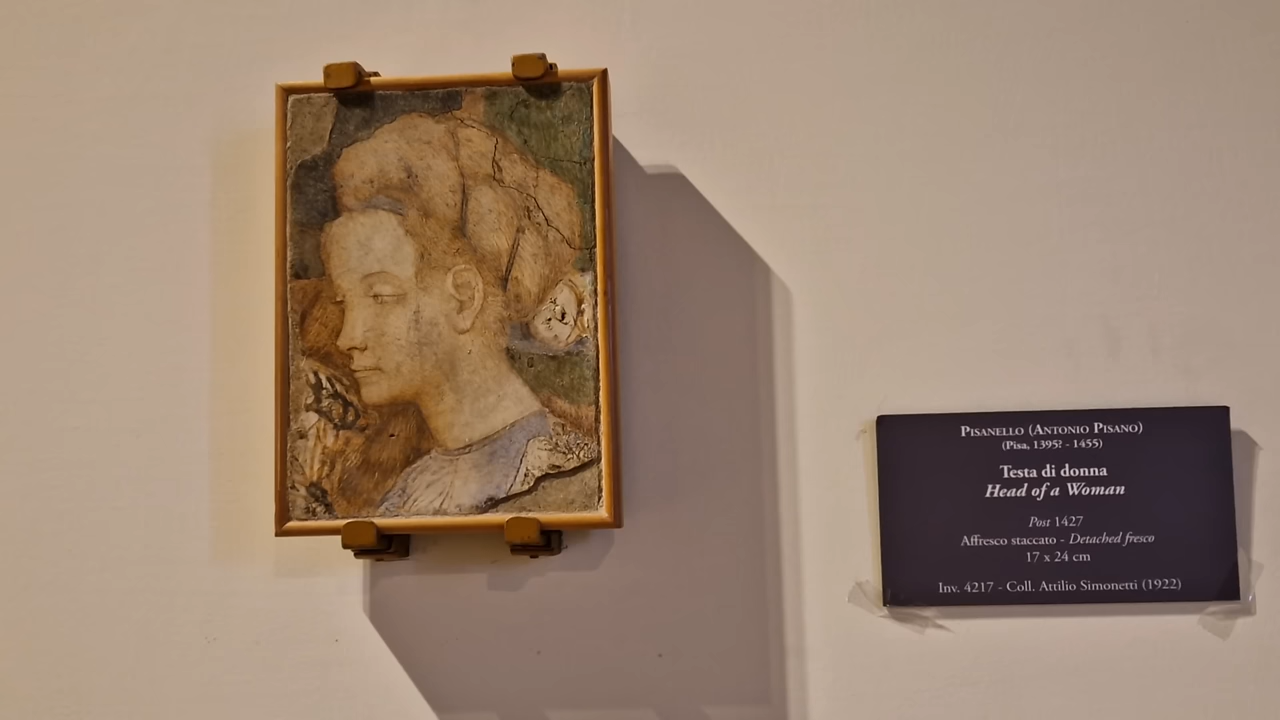 Pisanello (Antonio Pisano)
(Pisa, 1395? - 1455)
Testa di donna
Head of a Woman
Post 1427
Affresco staccato - Detached fresco
17 x 24 cm
Inv. 4217 - Coll. Attilio Simonetti (1922)